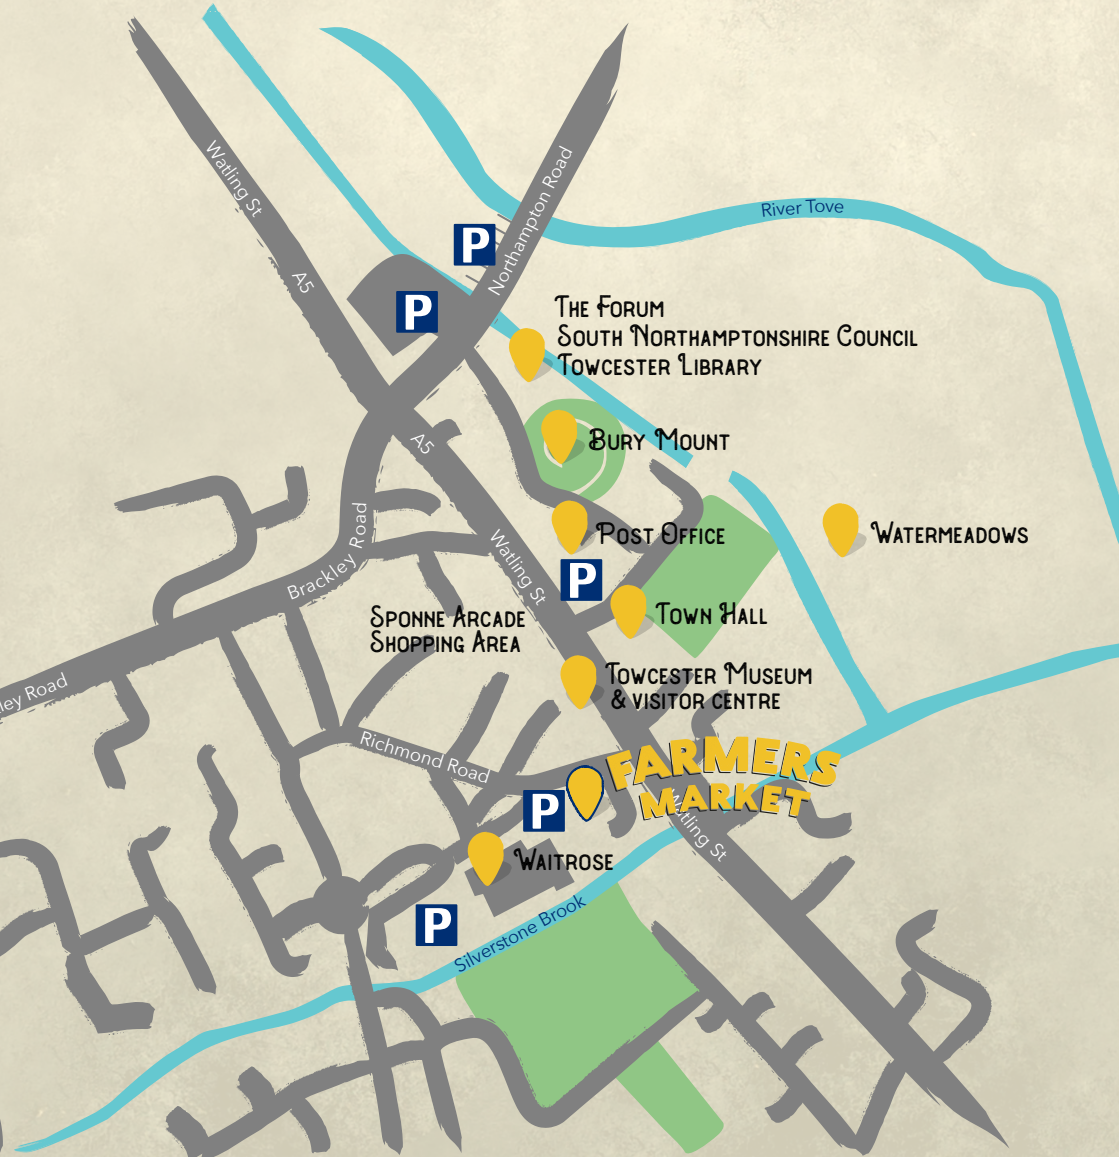 Watling St
A5
Northampton Road
River Tove
P
P
The Forum
South Northamptonshire Council
Towcester Library
A5
Bury Mount
Brackley Road
Watling St
Post Office
Watermeadows
P
Sponne Arcade
Shopping Area
Town Hall
ley Road
Towcester Museum
& visitor centre
Richmond Road
Farmers
Market
P
Watling St
Waitrose
P
Silverstone Brook